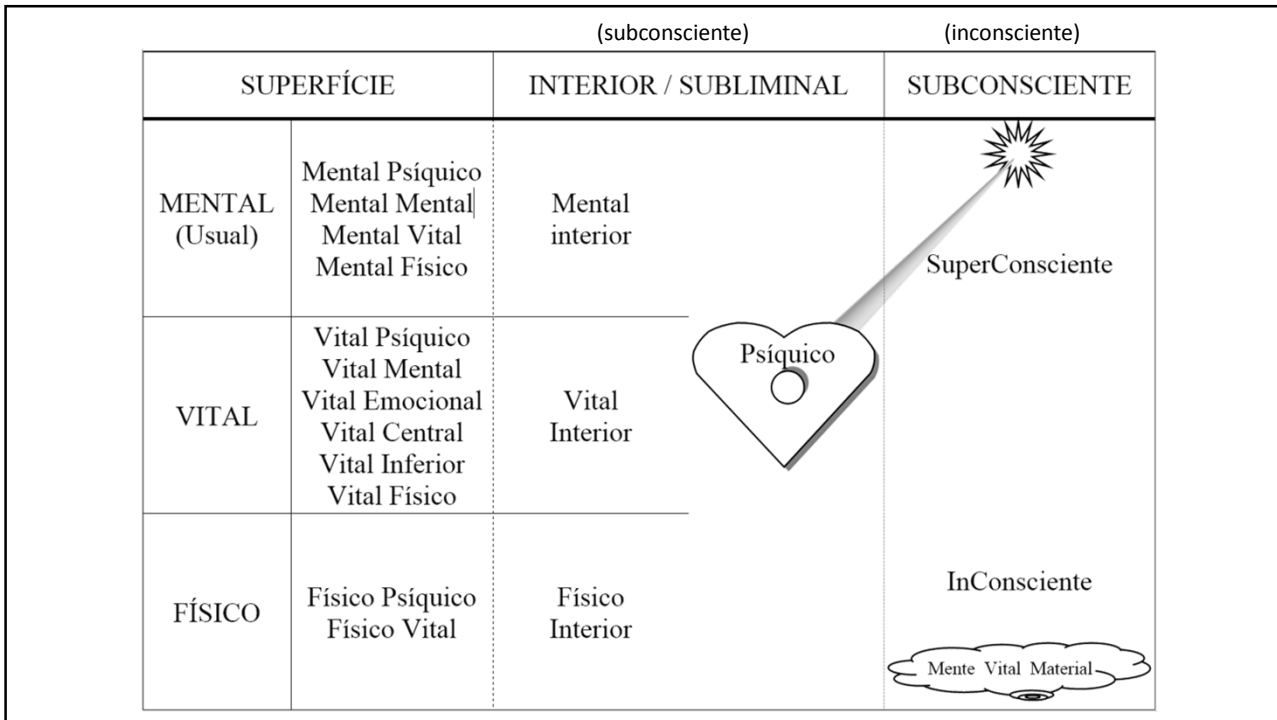 (subconsciente) (inconsciente)
SUPERFÍCIE INTERIOR / SUBLIMINAL SUBCONSCIENTE
MENTAL
(Usual)
Mental Psíquico
Mental Mental
Mental Vital
Mental Físico
Mental
interior
SuperConsciente
VITAL
Vital Psíquico
Vital Mental
Vital Emocional
Vital Central
Vital Inferior
Vital Físico
Vital
Interior
Psíquico
FÍSICO
Físico Psíquico
Físico Vital
Físico
Interior
InConsciente
Mente Vital Material